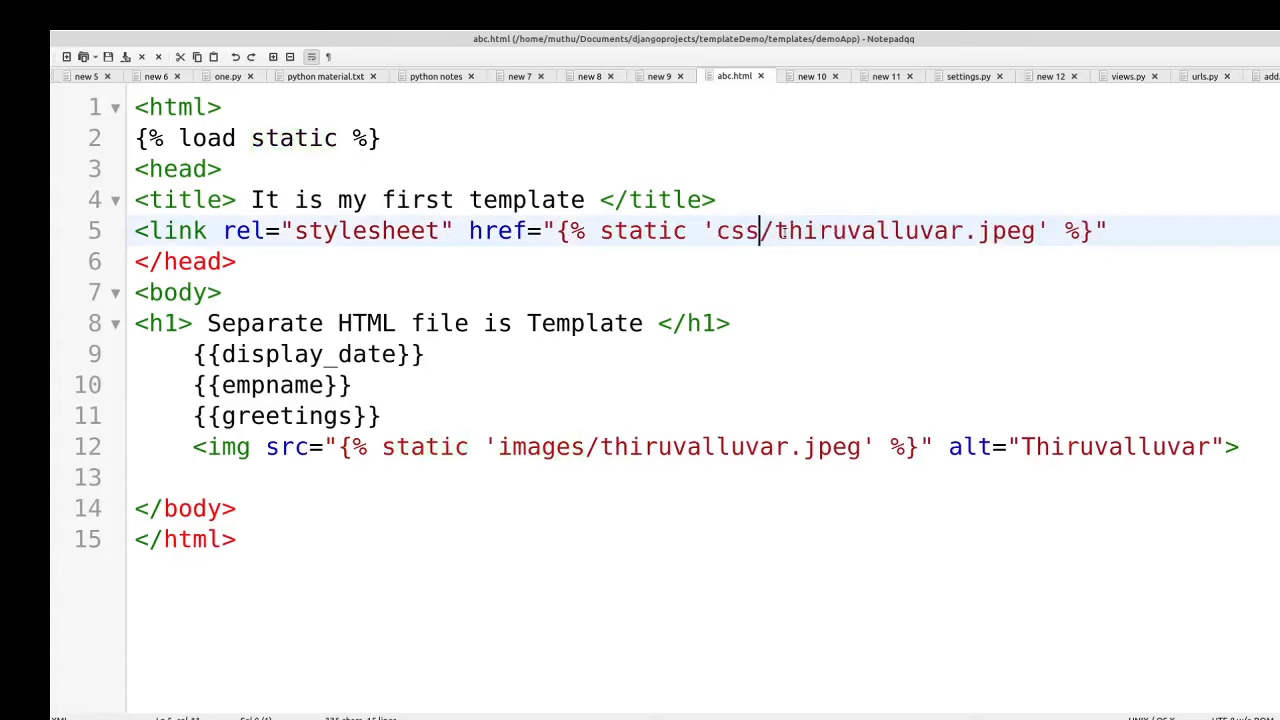 abc.html (/home/muthu/Documents/djangoprojects/templateDemo/templates/demoApp) - Notepadqq
new 5 new 6 one.py python material.txt python notes new 7 new 8 new 9 abc.html new 10 new 11 settings.py new 12 views.py urls.py add.
1 <html>
2 {% load static %}
3 <head>
4 <title> It is my first template </title>
5 <link rel="stylesheet" href="{% static 'css/thiruvalluvar.jpeg' %}"
6 </head>
7 <body>
8 <h1> Separate HTML file is Template </h1>
9 {{display_date}}
10 {{empname}}
11 {{greetings}}
12 <img src="{% static 'images/thiruvalluvar.jpeg' %}" alt="Thiruvalluvar">
13
14 </body>
15 </html>